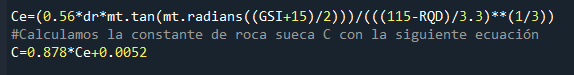 Ce=(0.56*dr*mt.tan(mt.radians((GSI+15)/2)))/(((115-RQD)/3.3)**(1/3))
#Calculamos la constante de roca sueca C con la siguiente ecuación
C=0.878*Ce+0.0052